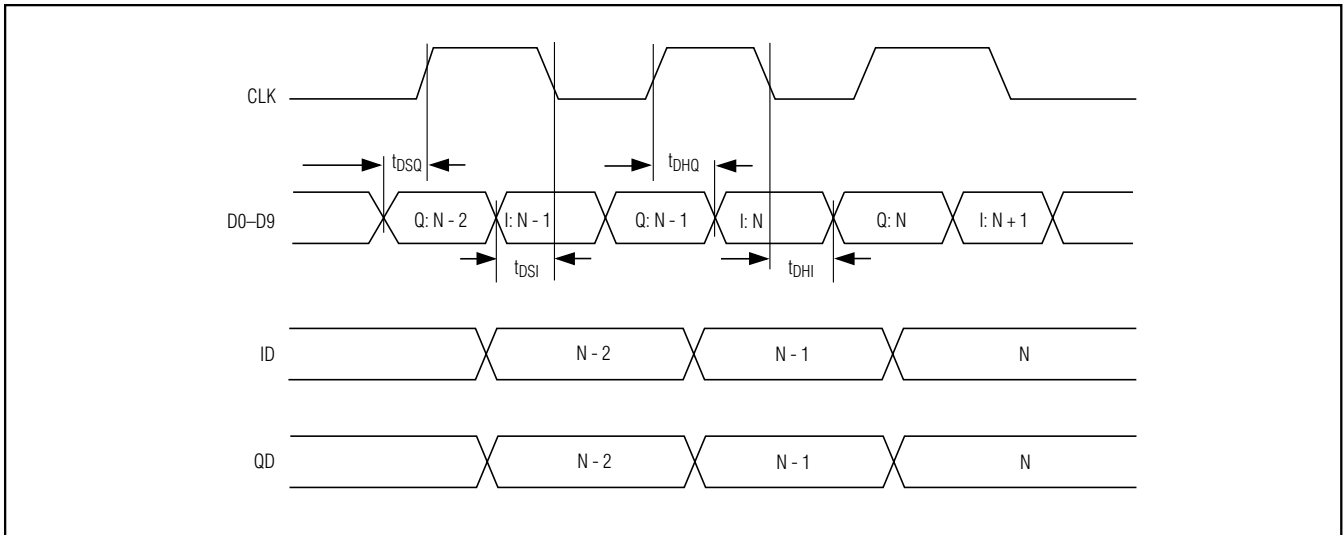 CLK
tDSQ
tDHQ
D0–D9
Q: N - 2
I: N - 1
Q: N - 1
I: N
Q: N
I: N + 1
tDSI
tDHI
ID
N - 2
N - 1
N
QD
N - 2
N - 1
N